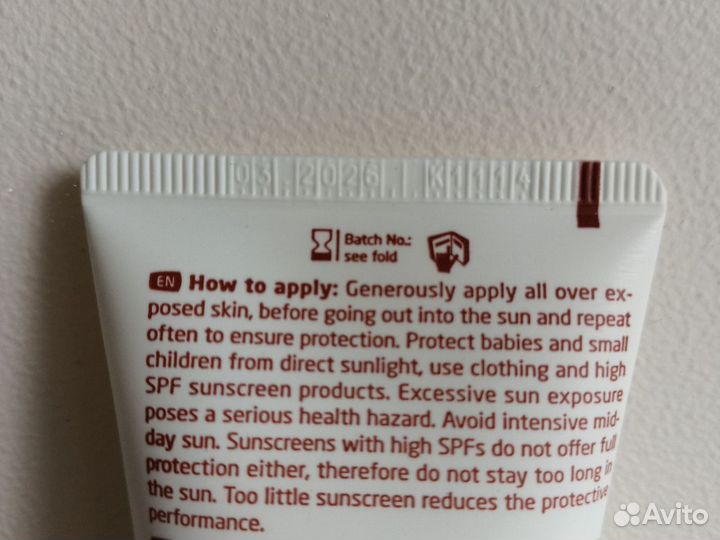 03.2026 | K1114
Batch No.:
see fold
EN How to apply: Generously apply all over ex-
posed skin, before going out into the sun and repeat
often to ensure protection. Protect babies and small
children from direct sunlight, use clothing and high
SPF sunscreen products. Excessive sun exposure
poses a serious health hazard. Avoid intensive mid-
day sun. Sunscreens with high SPFs do not offer full
protection either, therefore do not stay too long in
the sun. Too little sunscreen reduces the protective
performance.
Avito